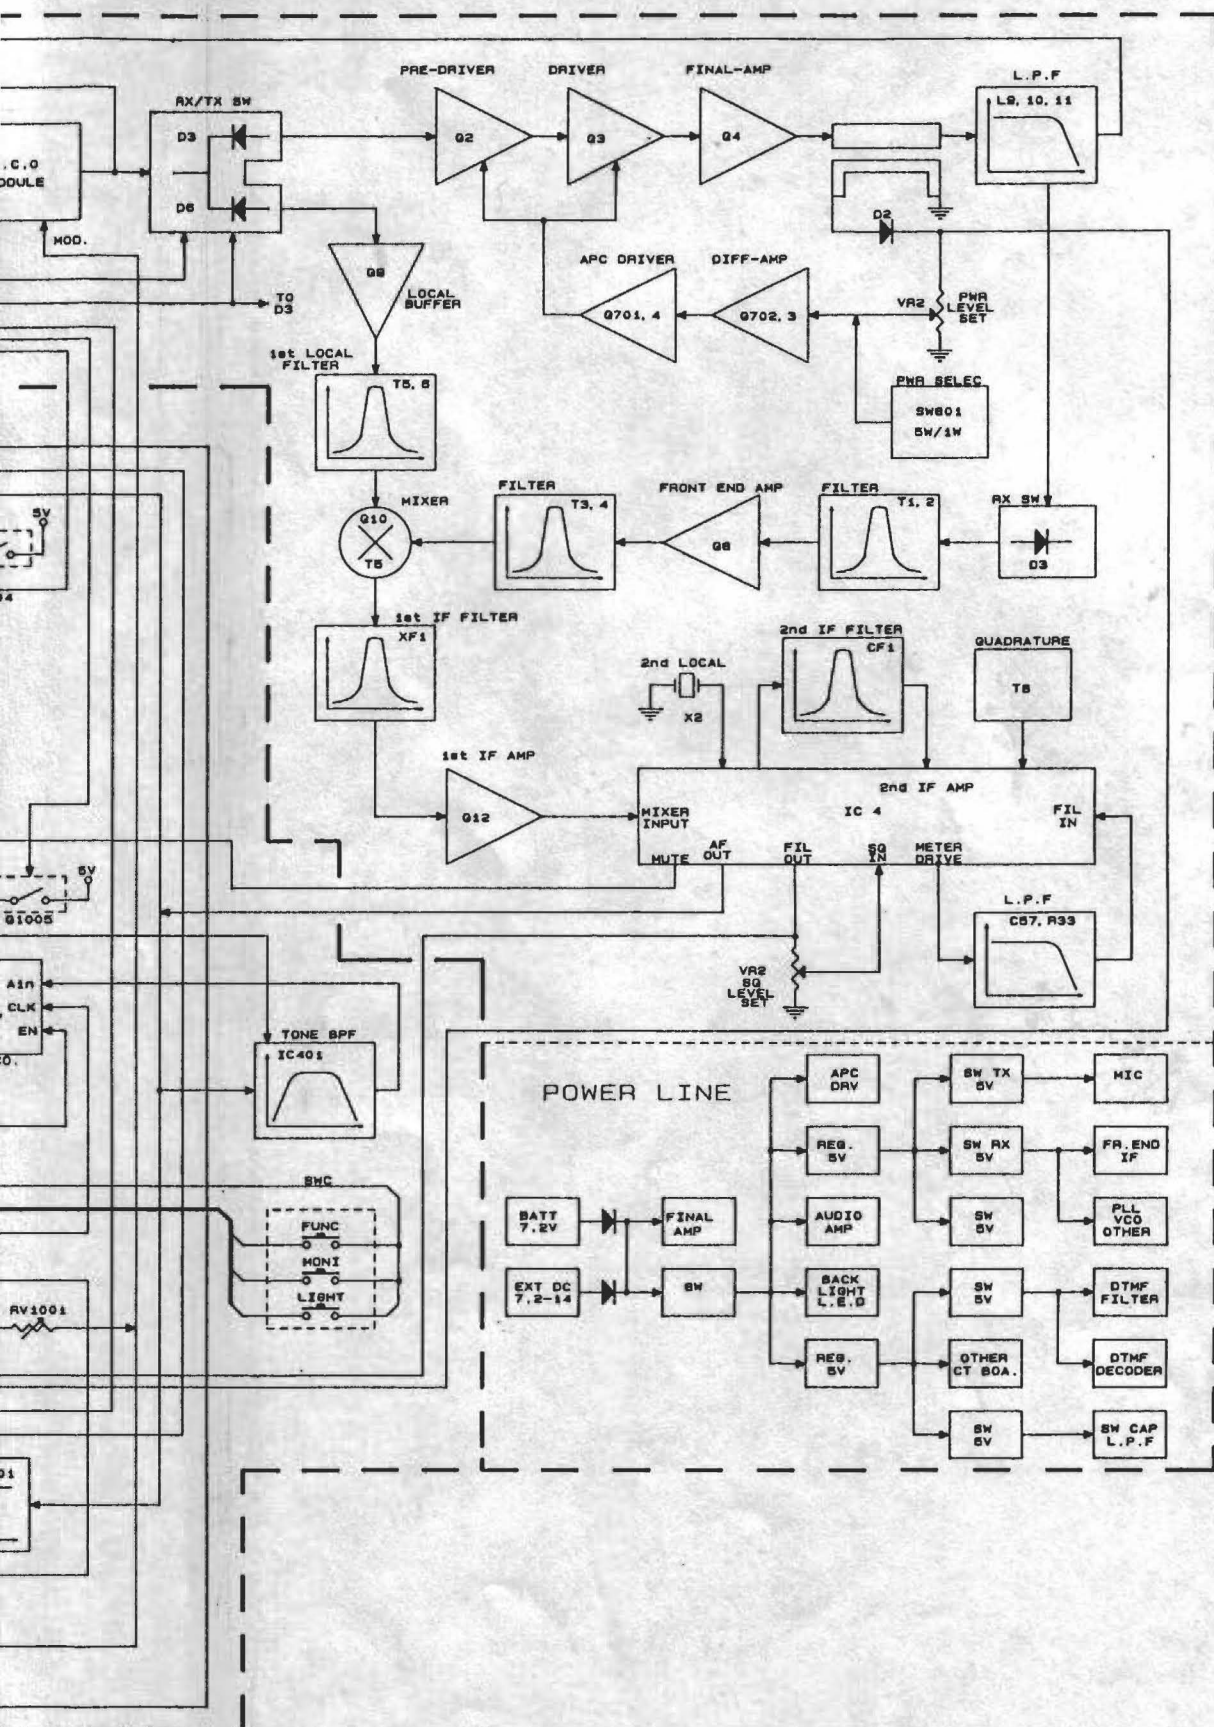 PRE-DRIVER
DRIVER
FINAL-AMP
L.P.F
RX/TX SW
L9, 10, 11
D3
Q2
Q3
Q4
.C.O
ODULE
D6
MOD.
D2
Q9
LOCAL
BUFFER
APC DRIVER
DIFF-AMP
TO
D3
Q701, 4
Q702, 3
VR2
PWR
LEVEL
SET
1st LOCAL
FILTER
T5, 6
PWR SELEC
SW601
5W/1W
MIXER
FILTER
T3, 4
FRONT END AMP
FILTER
T1, 2
RX SW
5V
Q10
T5
D3
94
1st IF FILTER
XF1
2nd LOCAL
X2
2nd IF FILTER
CF1
QUADRATURE
T8
1st IF AMP
Q12
2nd IF AMP
IC 4
MIXER
INPUT
FIL
IN
MUTE
AF
OUT
FIL
OUT
SQ
IN
METER
DRIVE
5V
Q1005
L.P.F
C57, R33
Ain
CLK
EN
VR2
SQ
LEVEL
SET
CO.
TONE BPF
IC401
POWER LINE
APC
DRV
SW TX
5V
MIC
REG.
5V
SW RX
5V
FR.END
IF
SWC
FUNC
MONI
LIGHT
BATT
7.2V
FINAL
AMP
AUDIO
AMP
SW
5V
PLL
VCO
OTHER
EXT DC
7.2-14
SW
BACK
LIGHT
L.E.D
SW
5V
DTMF
FILTER
RV1001
REG.
5V
OTHER
CT BOA.
DTMF
DECODER
SW
5V
SW CAP
L.P.F
01